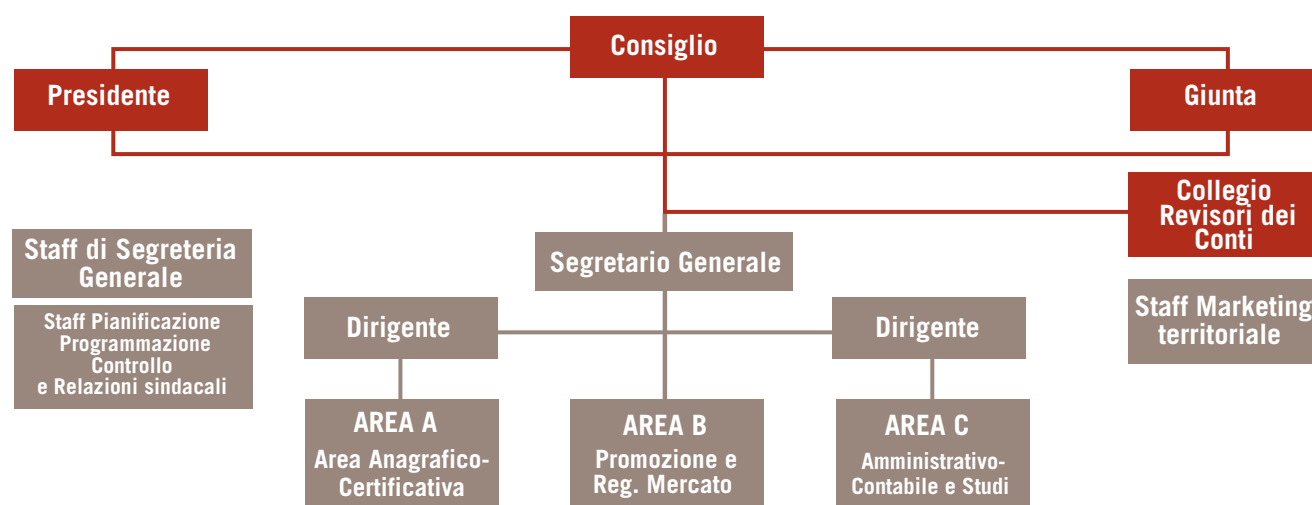 Consiglio
Presidente
Giunta
Collegio
Revisori dei
Conti
Staff di Segreteria
Generale
Segretario Generale
Staff Pianificazione
Programmazione
Controllo
e Relazioni sindacali
Dirigente
Dirigente
Staff Marketing
territoriale
AREA A
Area Anagrafico-
Certificativa
AREA B
Promozione e
Reg. Mercato
AREA C
Amministrativo-
Contabile e Studi